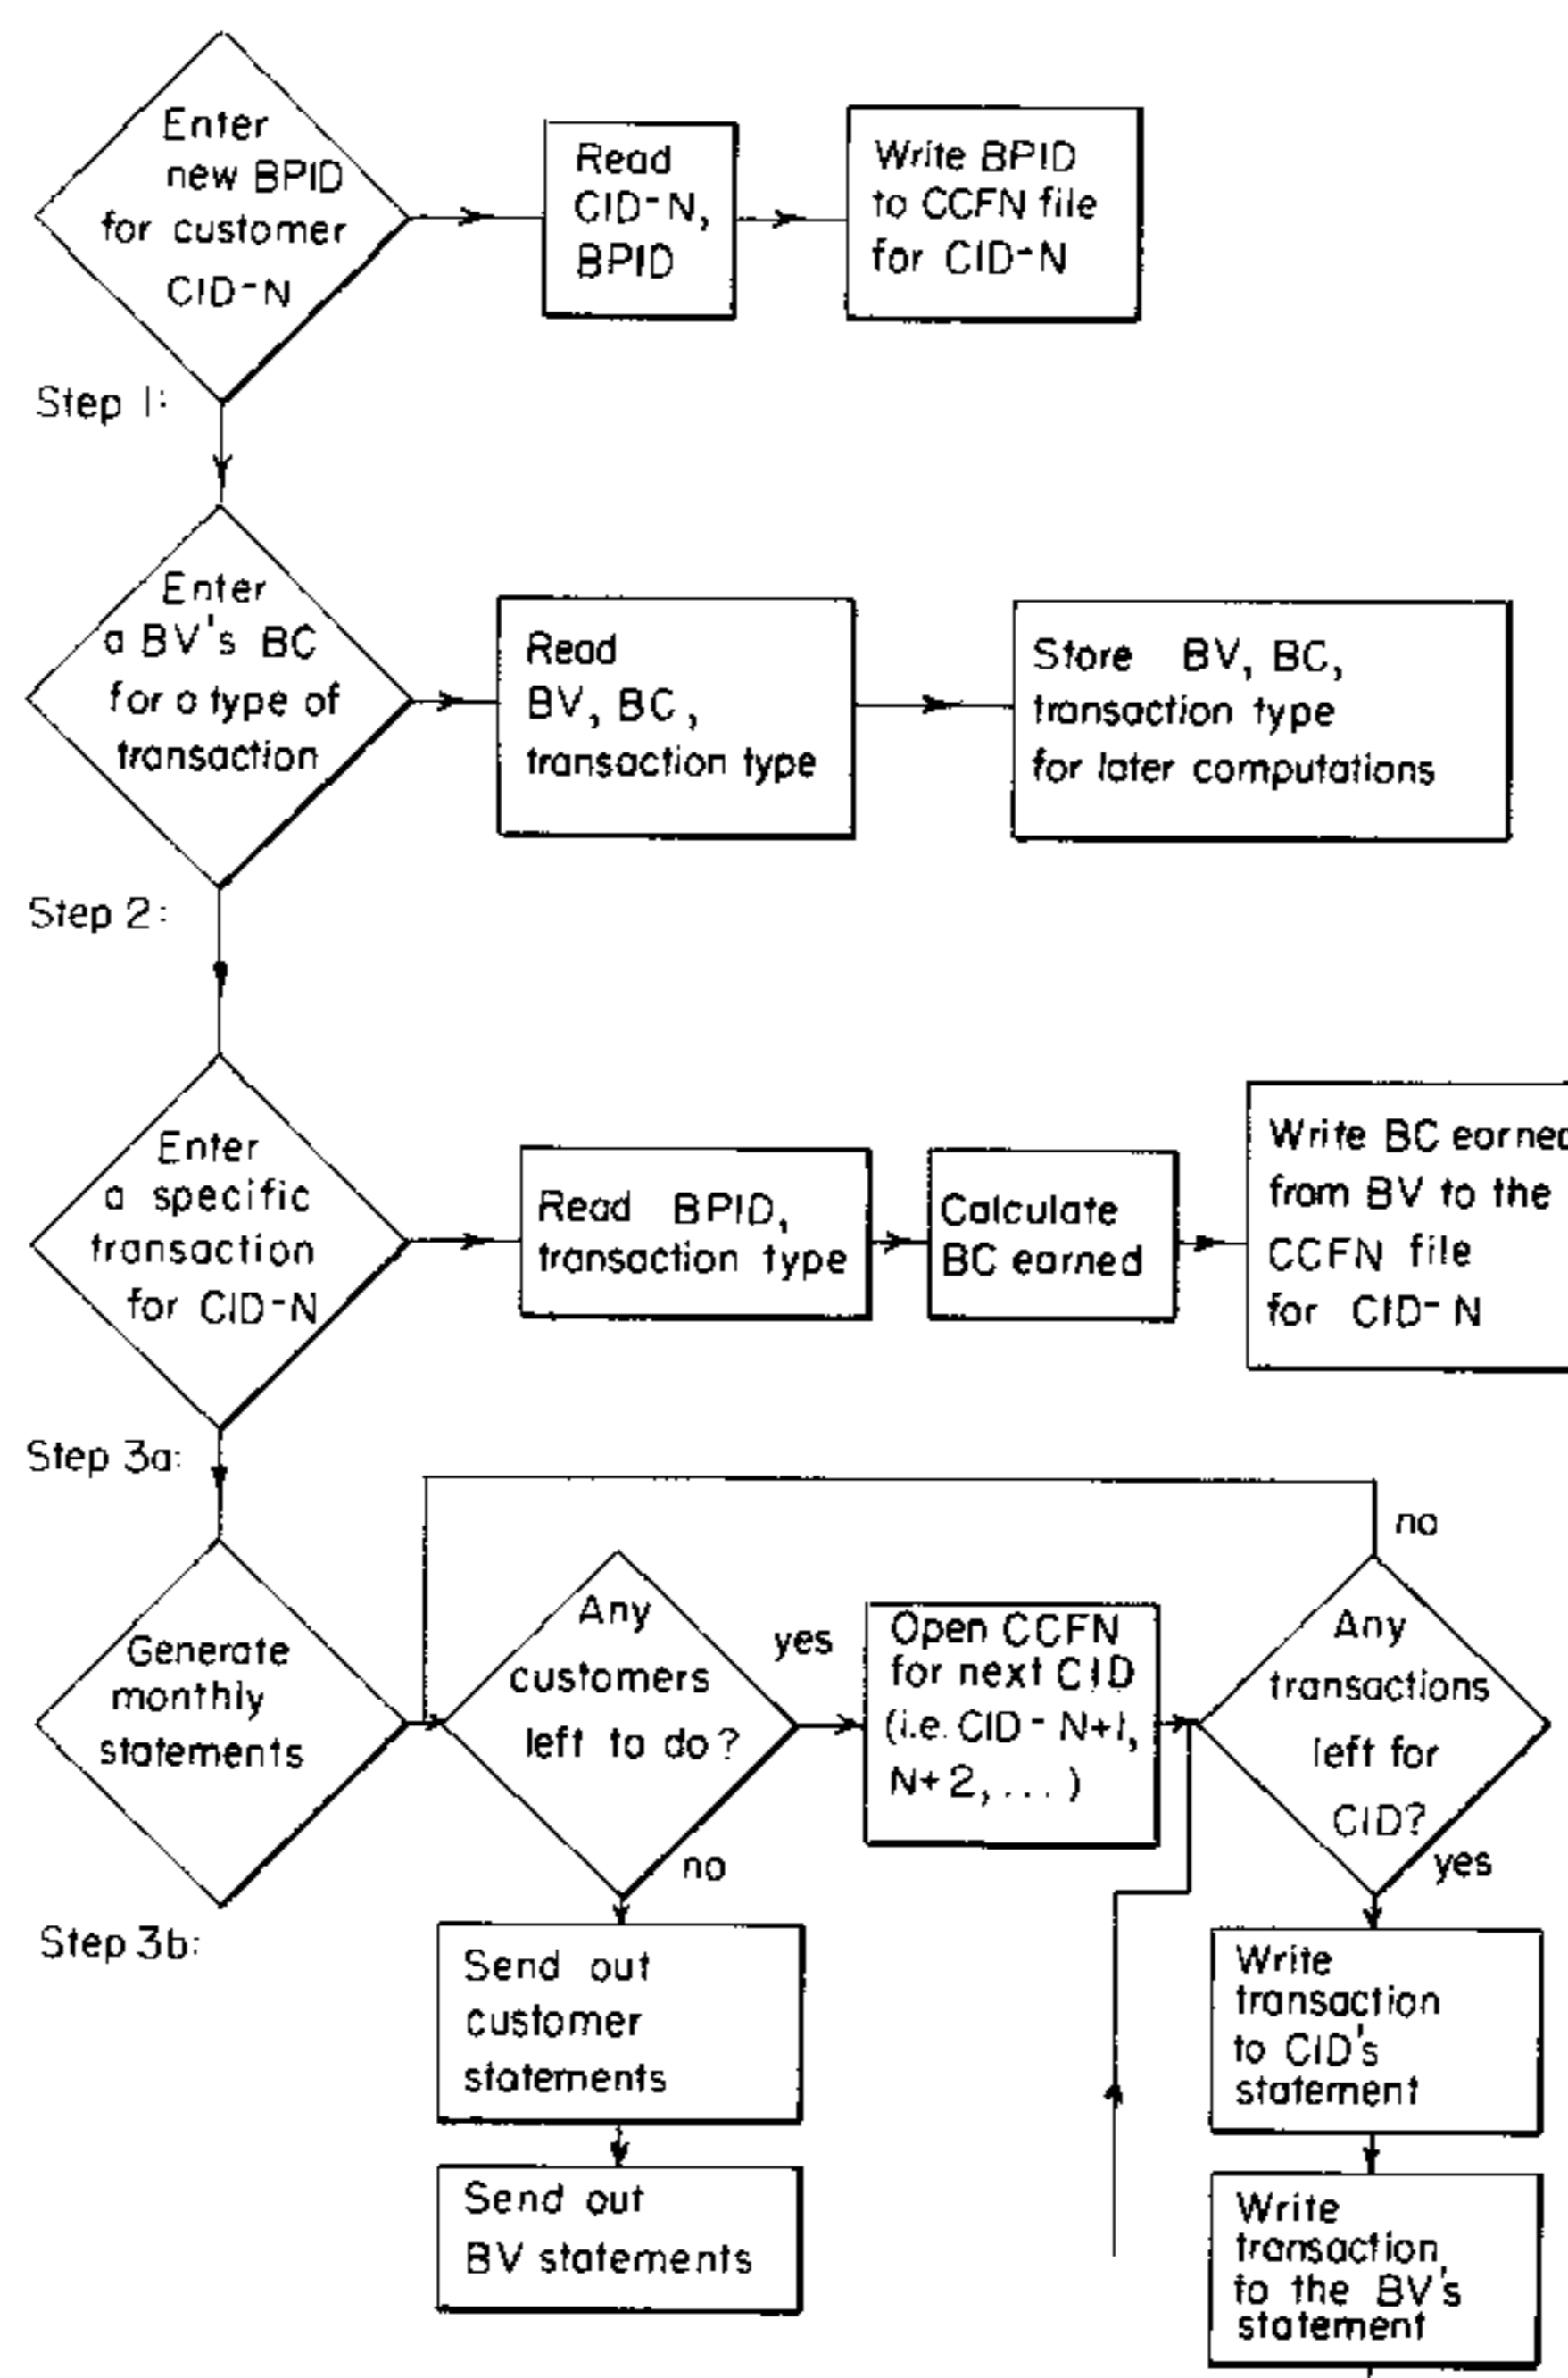 Enter
new BPID
for customer
CID-N
Read
CID-N,
BPID
Write BPID
to CCFN file
for CID-N
Step 1:
Enter
a BV's BC
for a type of
transaction
Read
BV, BC,
transaction type
Store BV, BC,
transaction type
for later computations
Step 2:
Enter
a specific
transaction
for CID-N
Read BPID,
transaction type
Calculate
BC earned
Write BC earned
from BV to the
CCFN file
for CID-N
Step 3a:
Generate
monthly
statements
Any
customers
left to do?
yes
Open CCFN
for next CID
(i.e. CID-N+1,
N+2, ...)
no
Any
transactions
left for
CID?
yes
no
Step 3b:
Send out
customer
statements
Send out
BV statements
Write
transaction
to CID's
statement
Write
transaction
to the BV's
statement